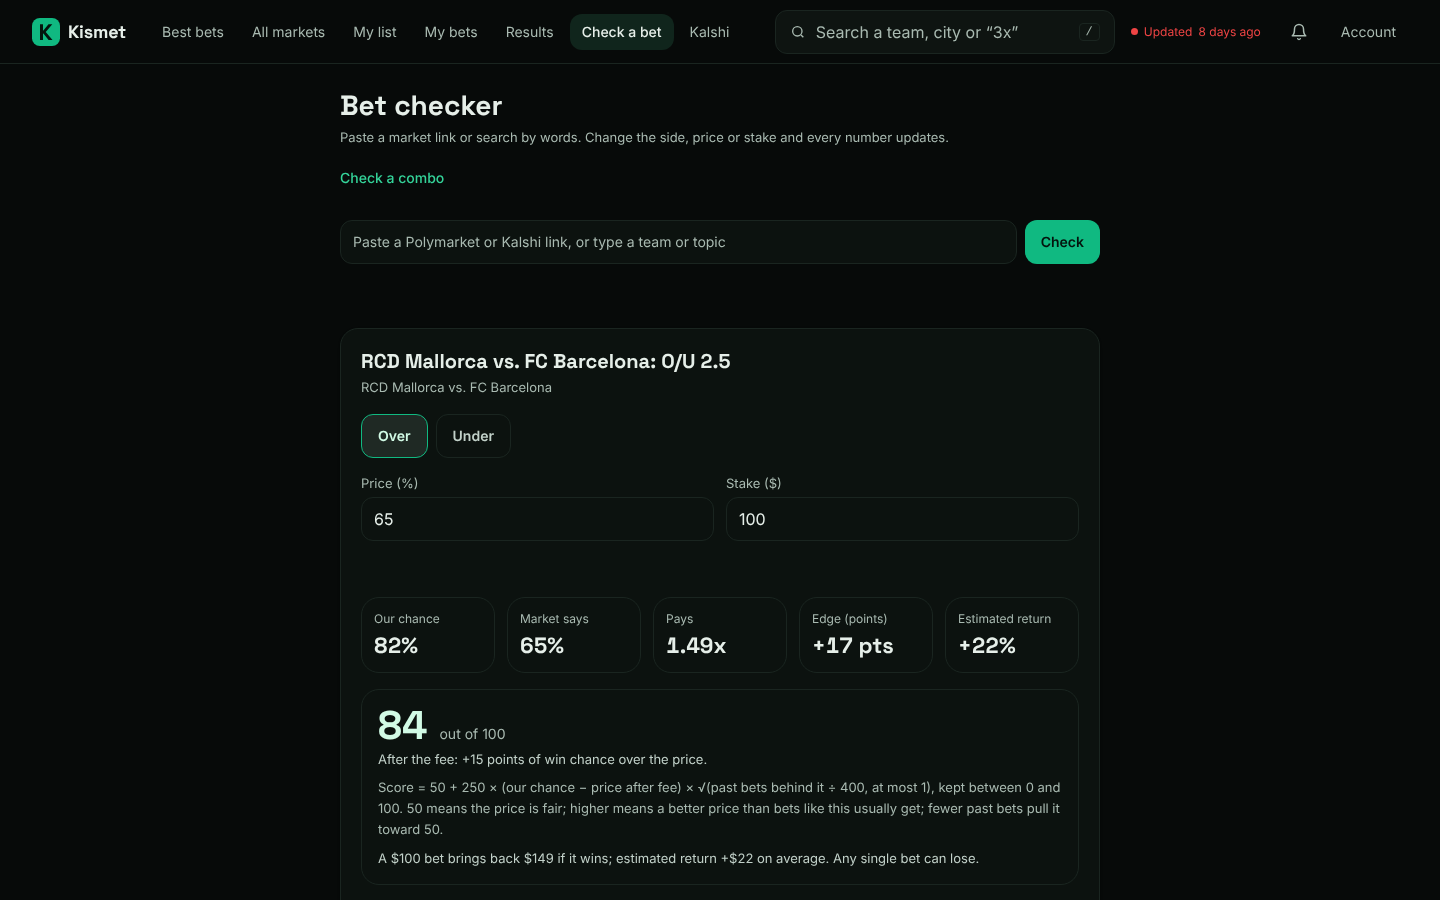 K Kismet Best bets All markets My list My bets Results Check a bet Kalshi Search a team, city or “3x” / Updated 8 days ago Account
Bet checker
Paste a market link or search by words. Change the side, price or stake and every number updates.
Check a combo
Paste a Polymarket or Kalshi link, or type a team or topic Check
RCD Mallorca vs. FC Barcelona: O/U 2.5
RCD Mallorca vs. FC Barcelona
Over Under
Price (%) Stake ($)
65 100
Our chance Market says Pays Edge (points) Estimated return
82% 65% 1.49x +17 pts +22%
84 out of 100
After the fee: +15 points of win chance over the price.
Score = 50 + 250 × (our chance − price after fee) × √(past bets behind it ÷ 400, at most 1), kept between 0 and
100. 50 means the price is fair; higher means a better price than bets like this usually get; fewer past bets pull it
toward 50.
A $100 bet brings back $149 if it wins; estimated return +$22 on average. Any single bet can lose.